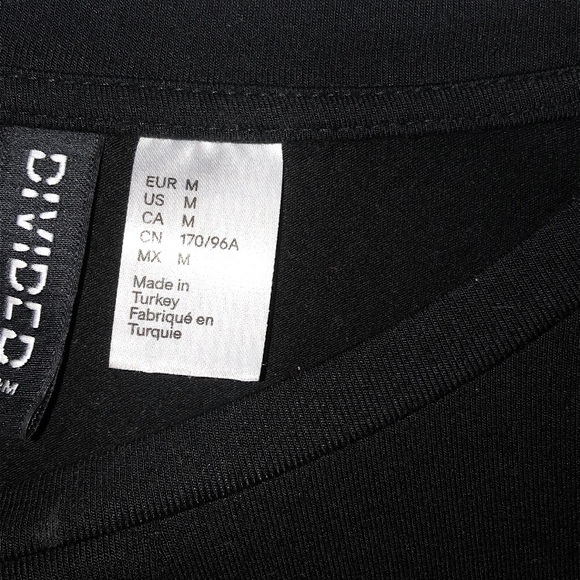 DIVIDED
EUR M
US M
CA M
CN 170/96A
MX M
Made in
Turkey
Fabriqué en
Turquie